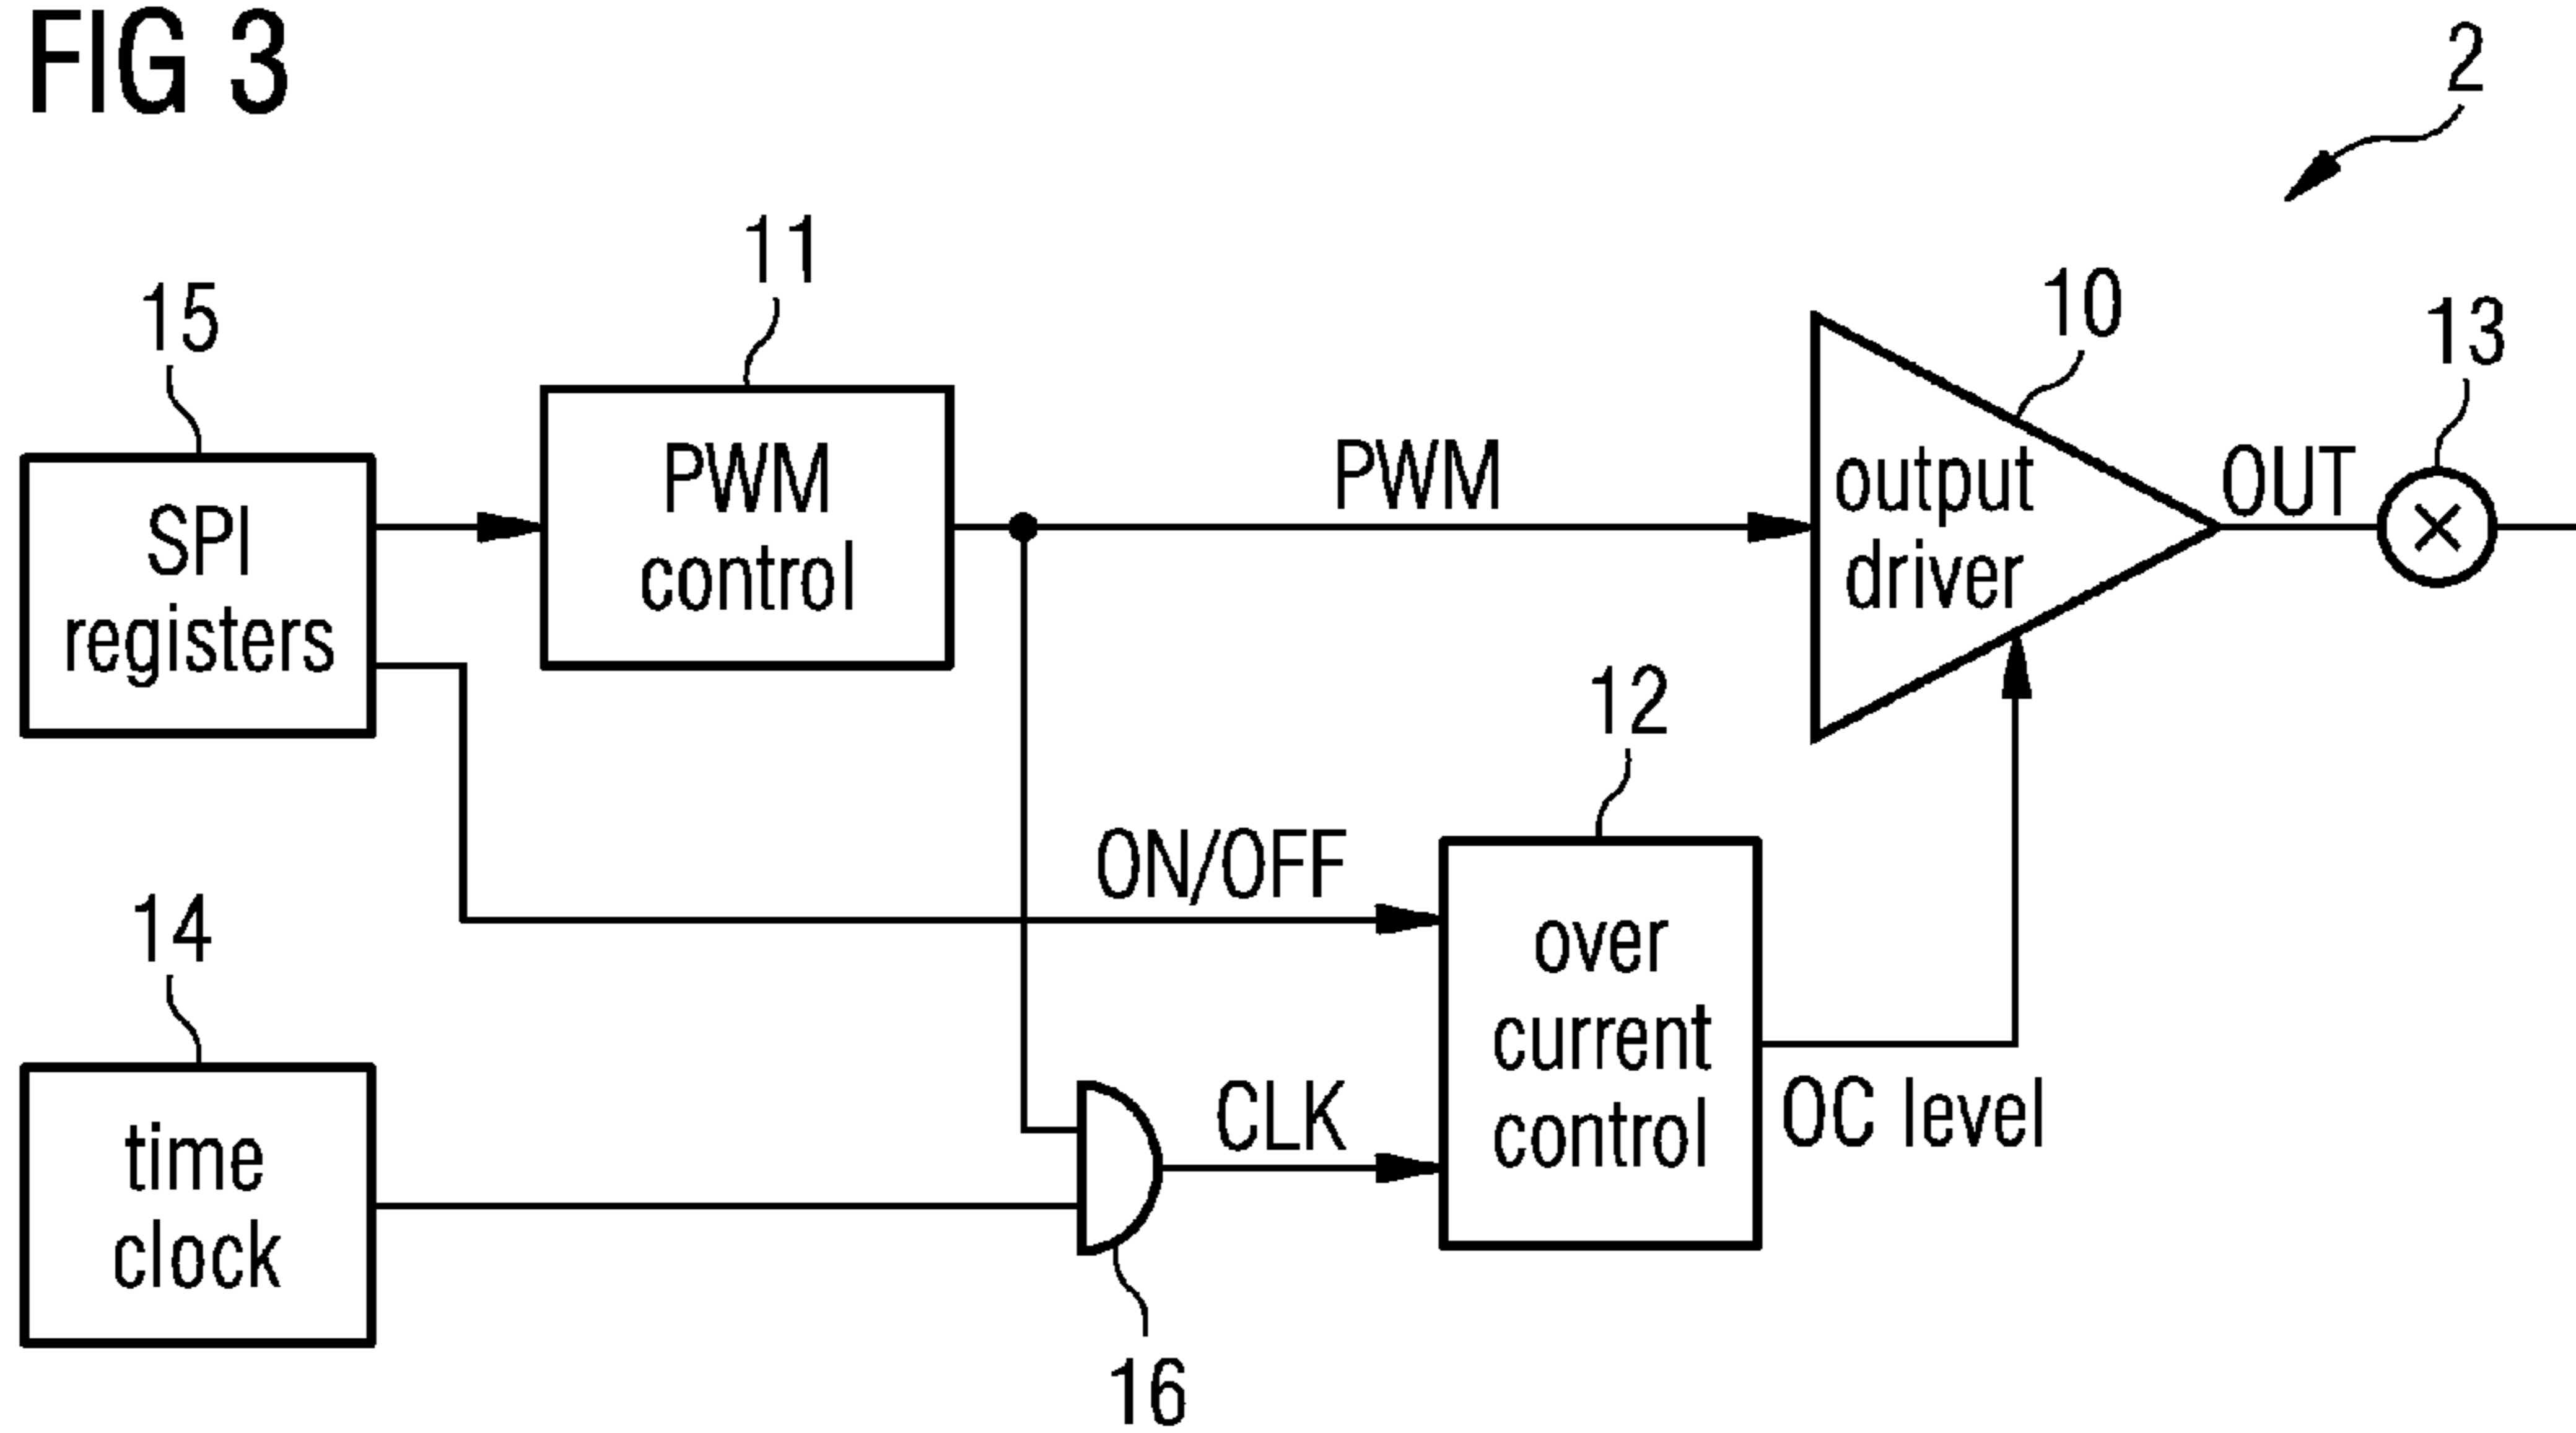 FIG 3
2
11
10
15
13
PWM
control
PWM
output
driver
OUT
SPI
registers
12
ON/OFF
14
over
current
control
CLK
OC level
time
clock
16